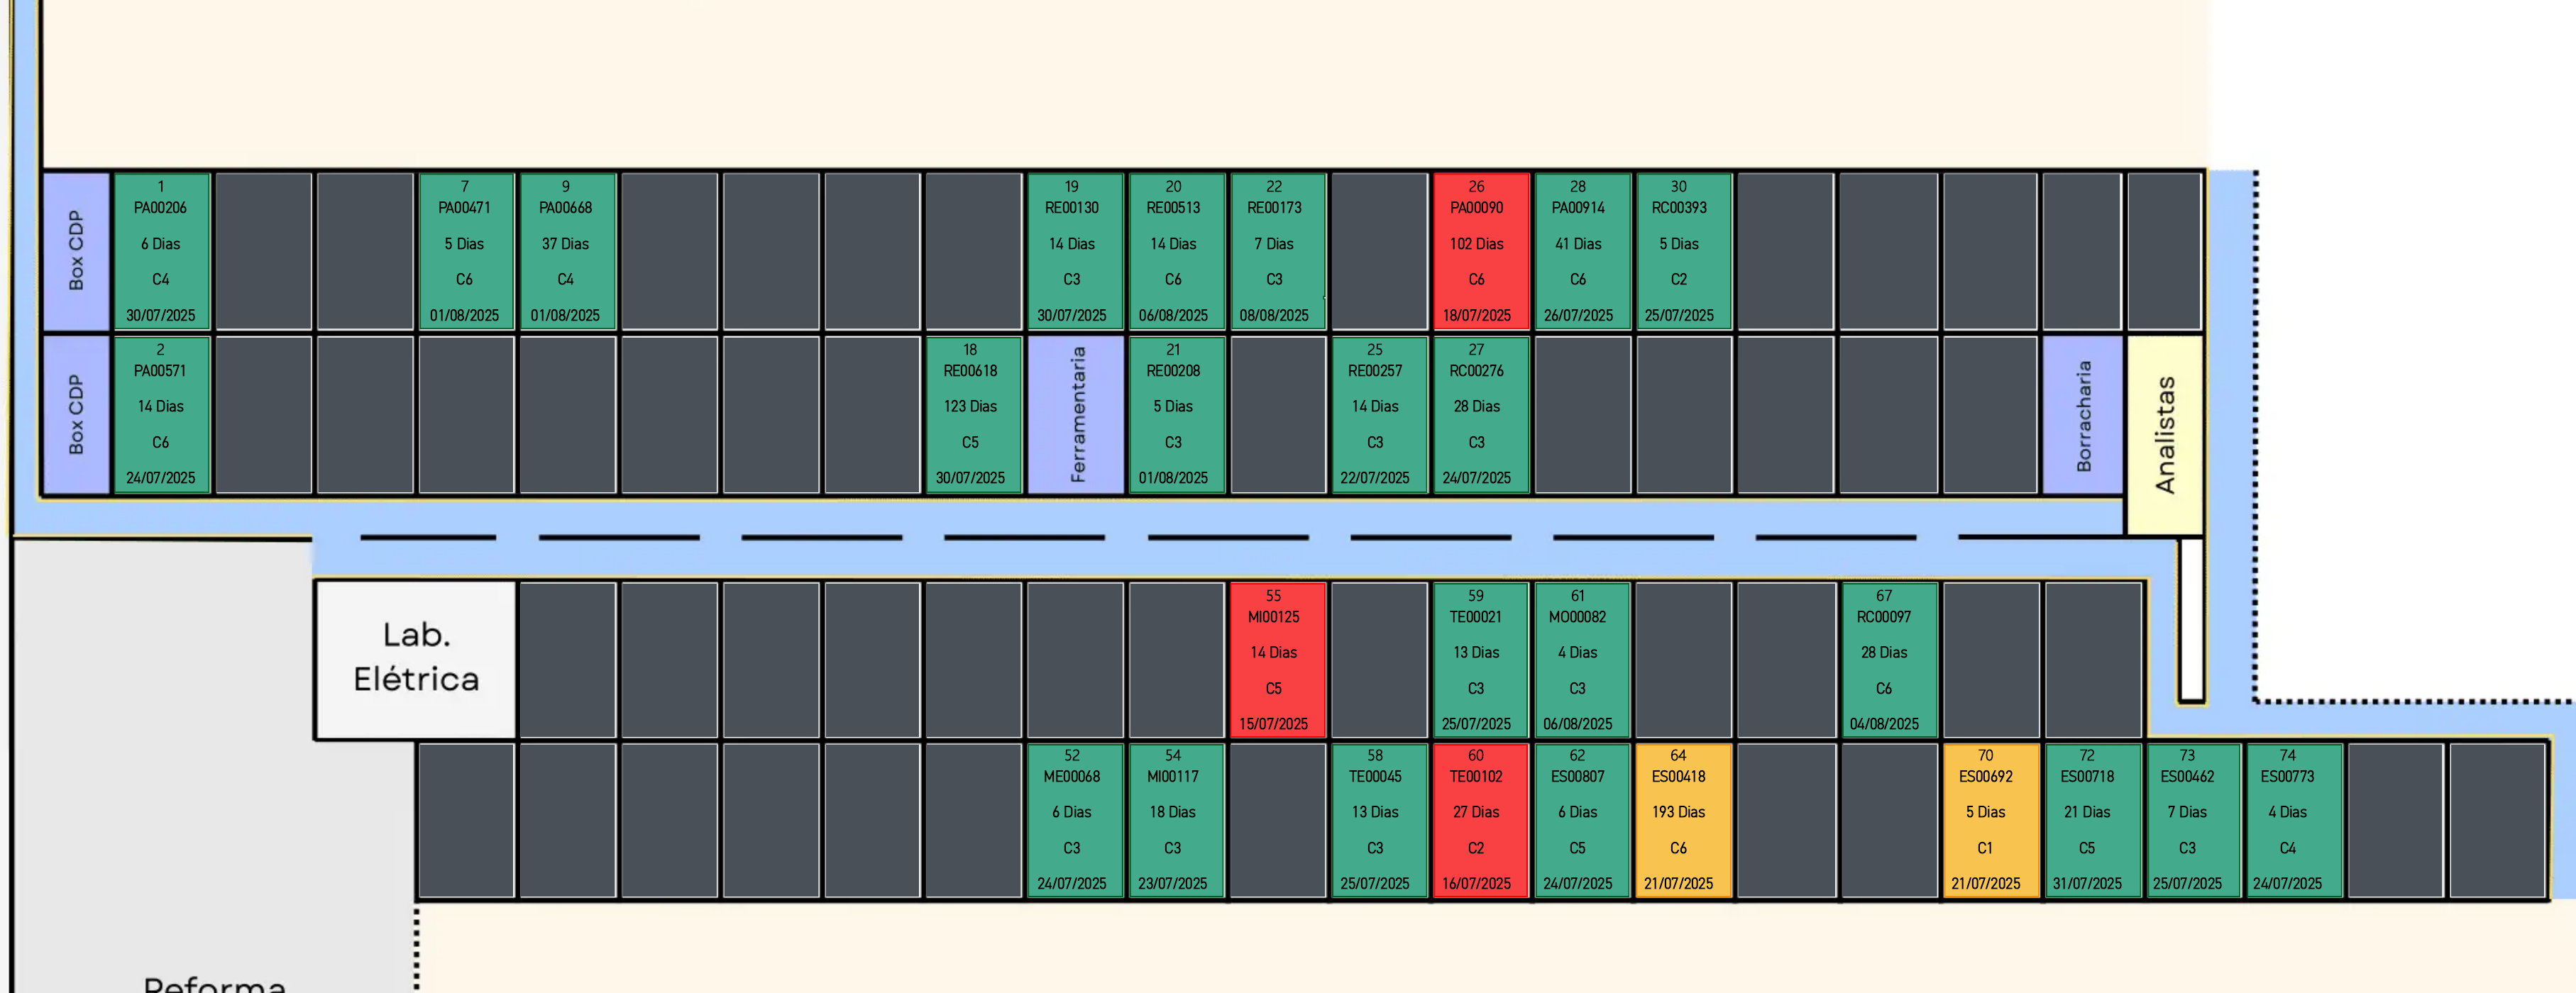 Box CDP
1
PA00206
6 Dias
C4
30/07/2025
7
PA00471
5 Dias
C6
01/08/2025
9
PA00668
37 Dias
C4
01/08/2025
19
RE00130
14 Dias
C3
30/07/2025
20
RE00513
14 Dias
C6
06/08/2025
22
RE00173
7 Dias
C3
08/08/2025
26
PA00090
102 Dias
C6
18/07/2025
28
PA00914
41 Dias
C6
26/07/2025
30
RC00393
5 Dias
C2
25/07/2025
Box CDP
2
PA00571
14 Dias
C6
24/07/2025
18
RE00618
123 Dias
C5
30/07/2025
Ferramentaria
21
RE00208
5 Dias
C3
01/08/2025
25
RE00257
14 Dias
C3
22/07/2025
27
RC00276
28 Dias
C3
24/07/2025
Borracharia
Analistas
Lab.
Elétrica
55
MI00125
14 Dias
C5
15/07/2025
59
TE00021
13 Dias
C3
25/07/2025
61
MO00082
4 Dias
C3
06/08/2025
67
RC00097
28 Dias
C6
04/08/2025
52
ME00068
6 Dias
C3
24/07/2025
54
MI00117
18 Dias
C3
23/07/2025
58
TE00045
13 Dias
C3
25/07/2025
60
TE00102
27 Dias
C2
16/07/2025
62
ES00807
6 Dias
C5
24/07/2025
64
ES00418
193 Dias
C6
21/07/2025
70
ES00692
5 Dias
C1
21/07/2025
72
ES00718
21 Dias
C5
31/07/2025
73
ES00462
7 Dias
C3
25/07/2025
74
ES00773
4 Dias
C4
24/07/2025
Reforma